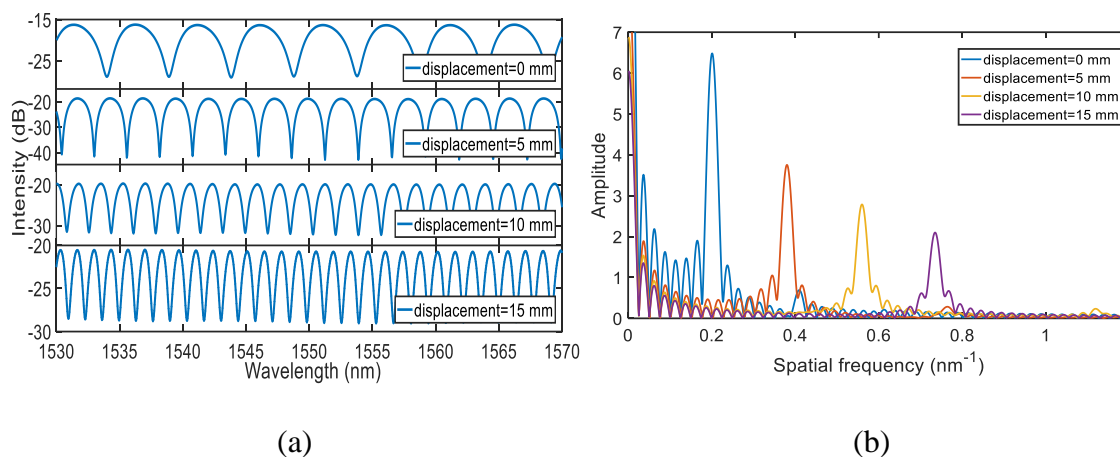 -15
-25
displacement=0 mm
-20
-30
-40
displacement=5 mm
-20
-30
displacement=10 mm
-20
-25
-30
displacement=15 mm
Intensity (dB)
1530 1535 1540 1545 1550 1555 1560 1565 1570
Wavelength (nm)
(a)
7
6
5
4
3
2
1
0
Amplitude
displacement=0 mm
displacement=5 mm
displacement=10 mm
displacement=15 mm
0 0.2 0.4 0.6 0.8 1
Spatial frequency (nm⁻¹)
(b)